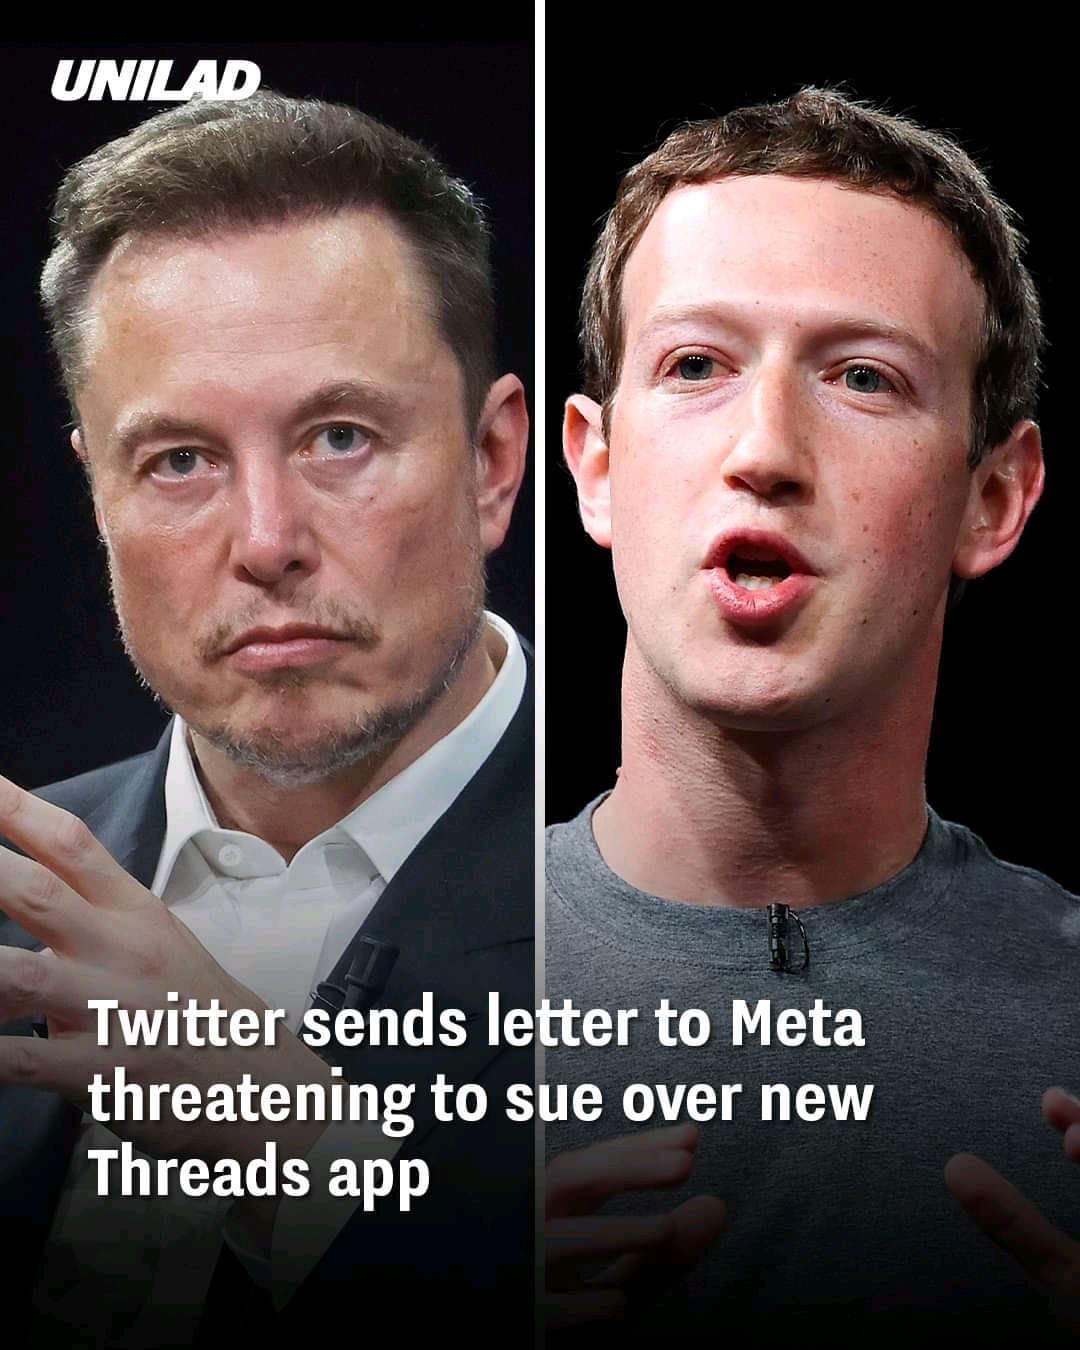 UNILAD
Twitter sends letter to Meta
threatening to sue over new
Threads app